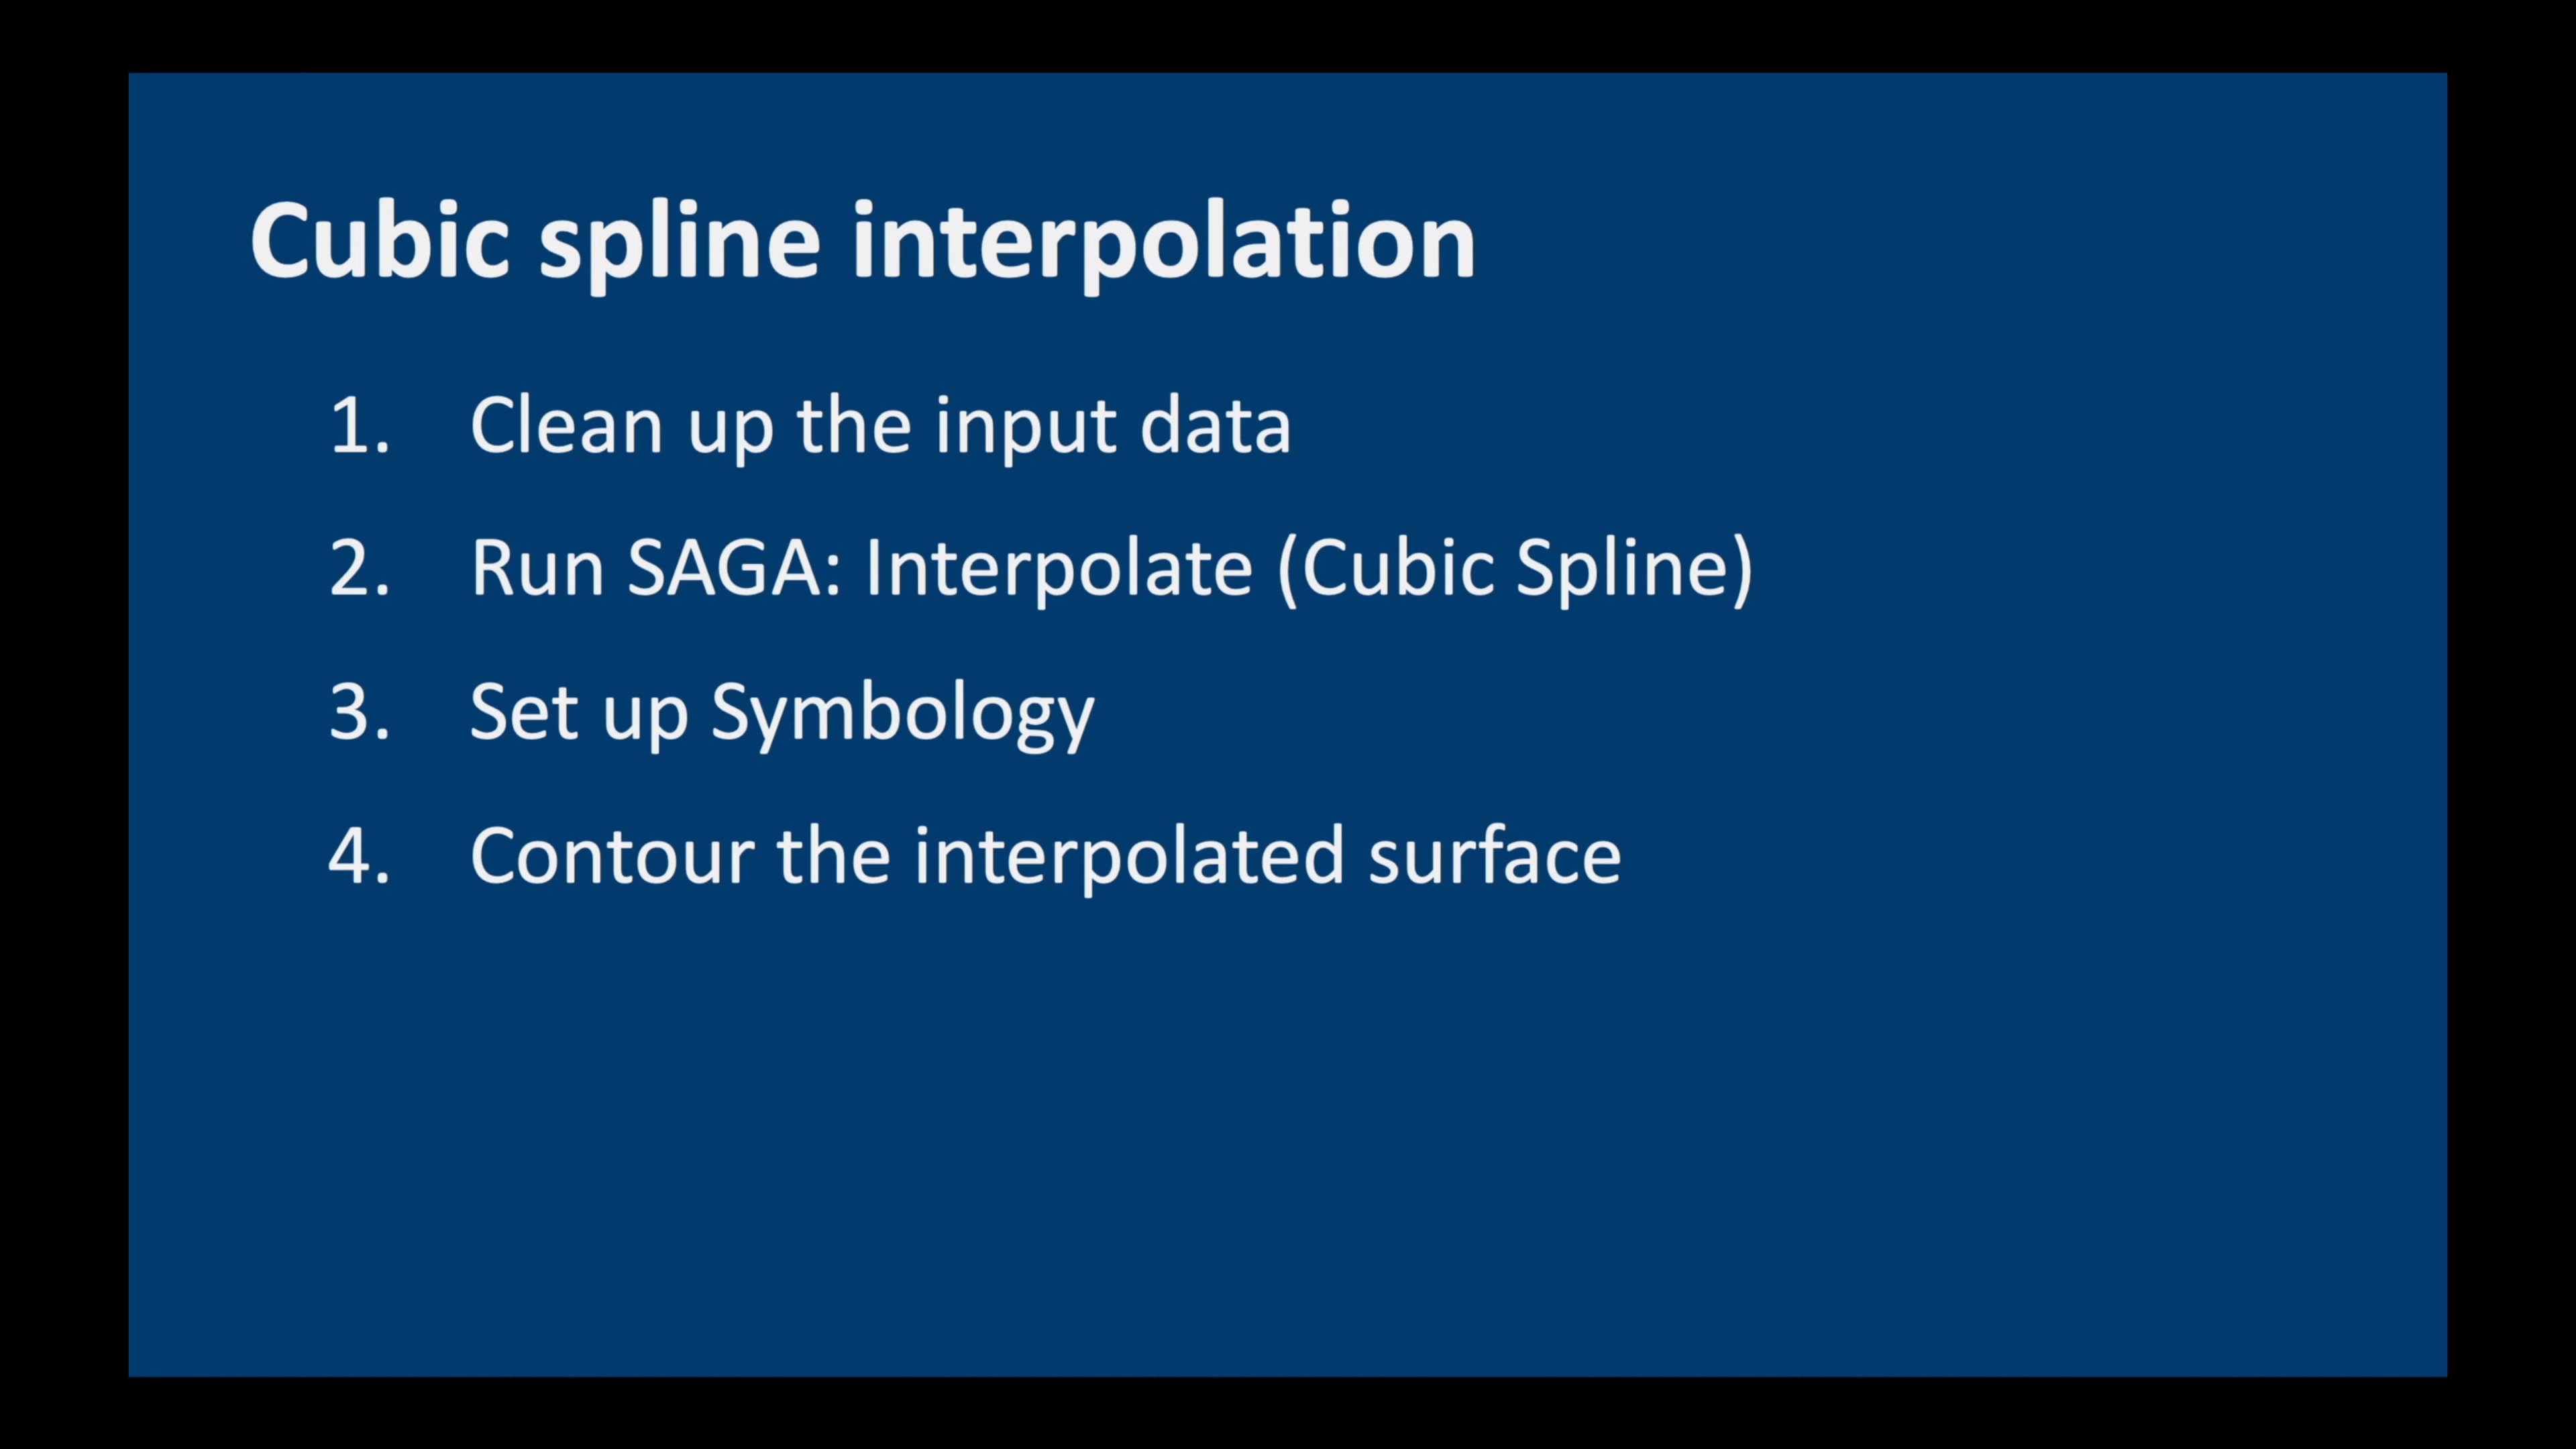 Cubic spline interpolation
1. Clean up the input data
2. Run SAGA: Interpolate (Cubic Spline)
3. Set up Symbology
4. Contour the interpolated surface